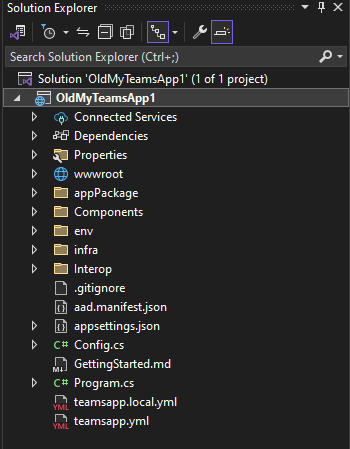 Solution Explorer
Search Solution Explorer (Ctrl+;)
Solution 'OldMyTeamsApp1' (1 of 1 project)
OldMyTeamsApp1
Connected Services
Dependencies
Properties
wwwroot
appPackage
Components
env
infra
Interop
.gitignore
aad.manifest.json
appsettings.json
C# Config.cs
M↓ GettingStarted.md
C# Program.cs
YML teamsapp.local.yml
YML teamsapp.yml